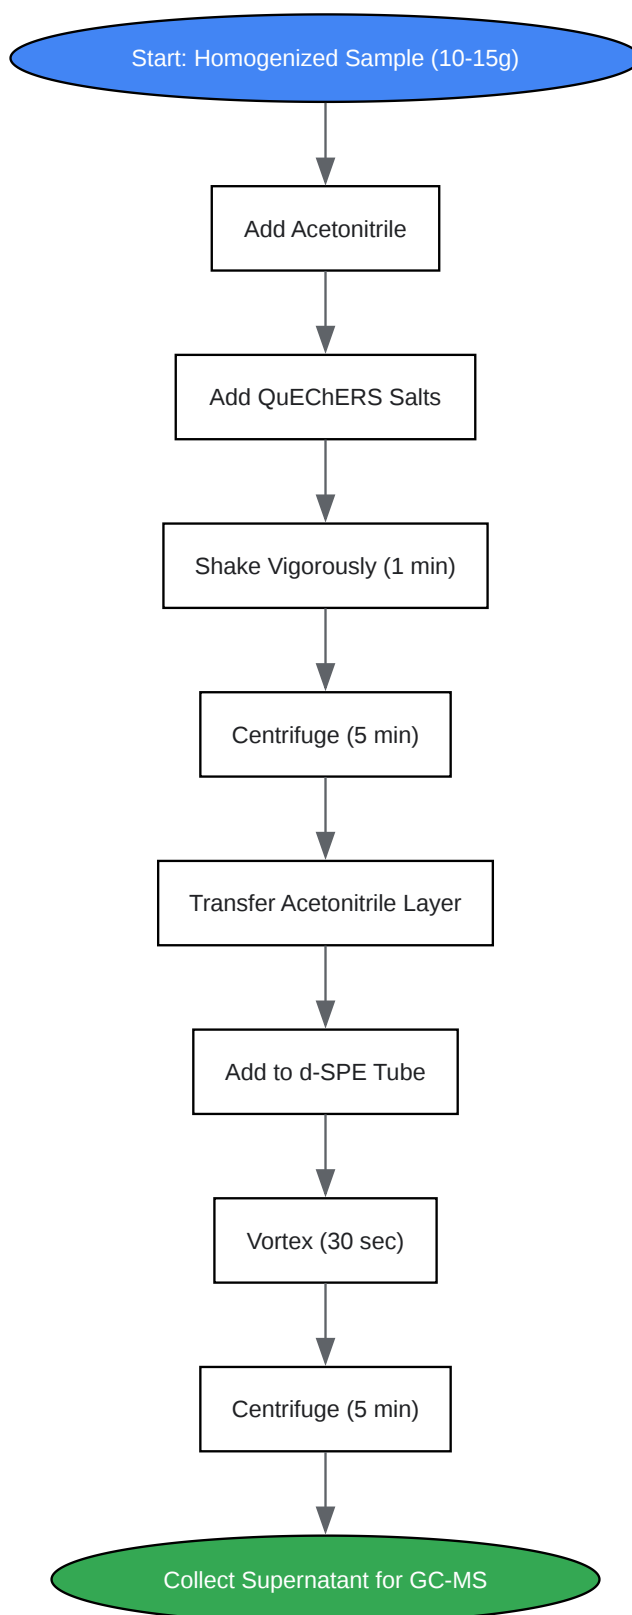 Start: Homogenized Sample (10-15g)
Add Acetonitrile
Add QuEChERS Salts
Shake Vigorously (1 min)
Centrifuge (5 min)
Transfer Acetonitrile Layer
Add to d-SPE Tube
Vortex (30 sec)
Centrifuge (5 min)
Collect Supernatant for GC-MS